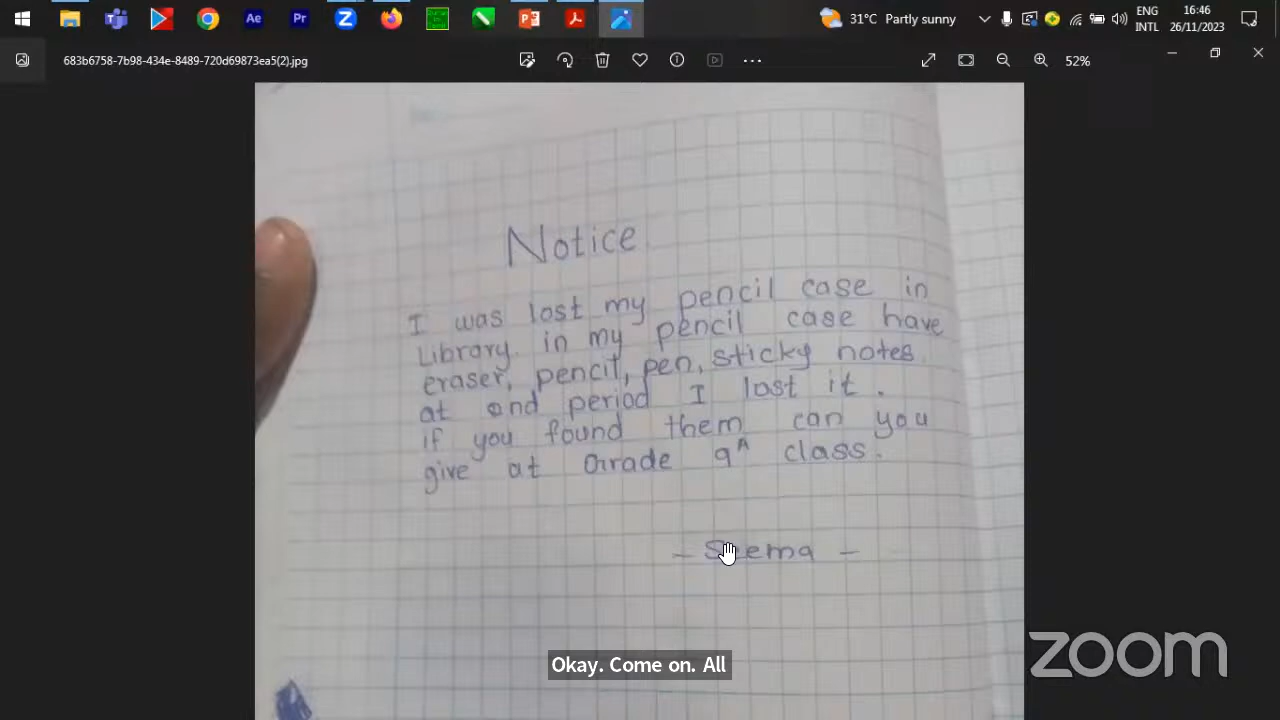 31°C Partly sunny
ENG
INTL
16:46
26/11/2023
683b6758-7b98-434e-8489-720d69873ea5(2).jpg
52%
Notice
I was lost my pencil case in
Library. in my pencil case have
eraser, pencil, pen, sticky notes.
at 2nd period I lost it.
if you found them can you
give at Grade 9A class.
- Seema -
Okay. Come on. All
zoom